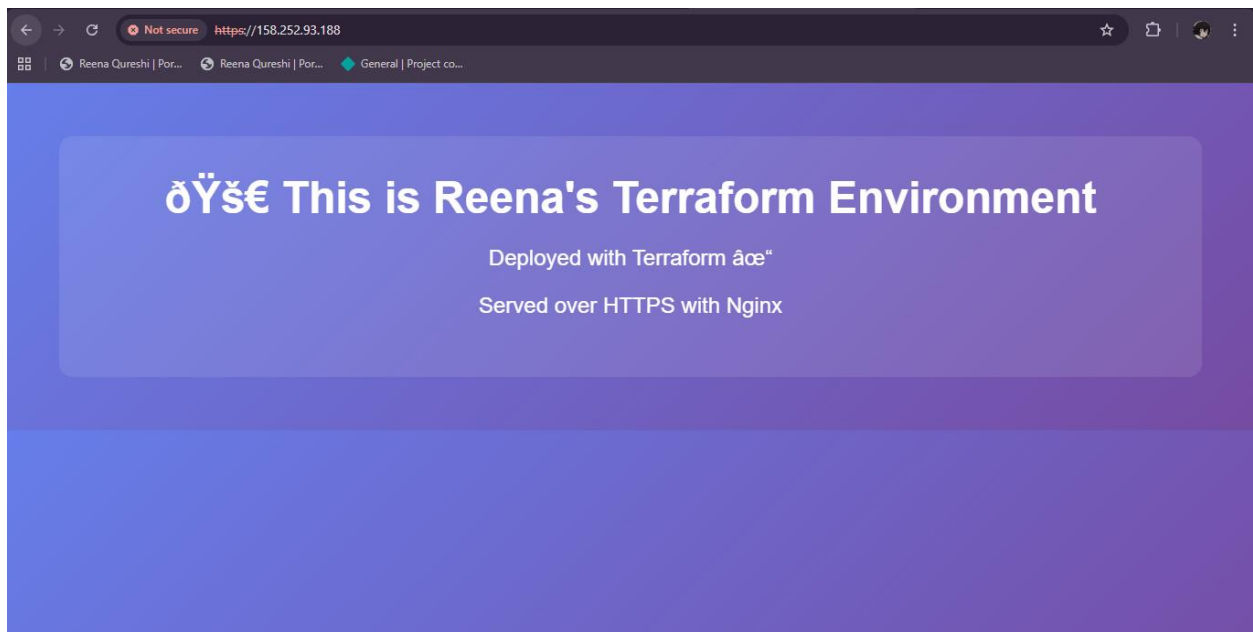 Not secure https://158.252.93.188
Reena Qureshi | Por... Reena Qureshi | Por... General | Project co...
ðŸš€ This is Reena's Terraform Environment
Deployed with Terraform âœ“
Served over HTTPS with Nginx